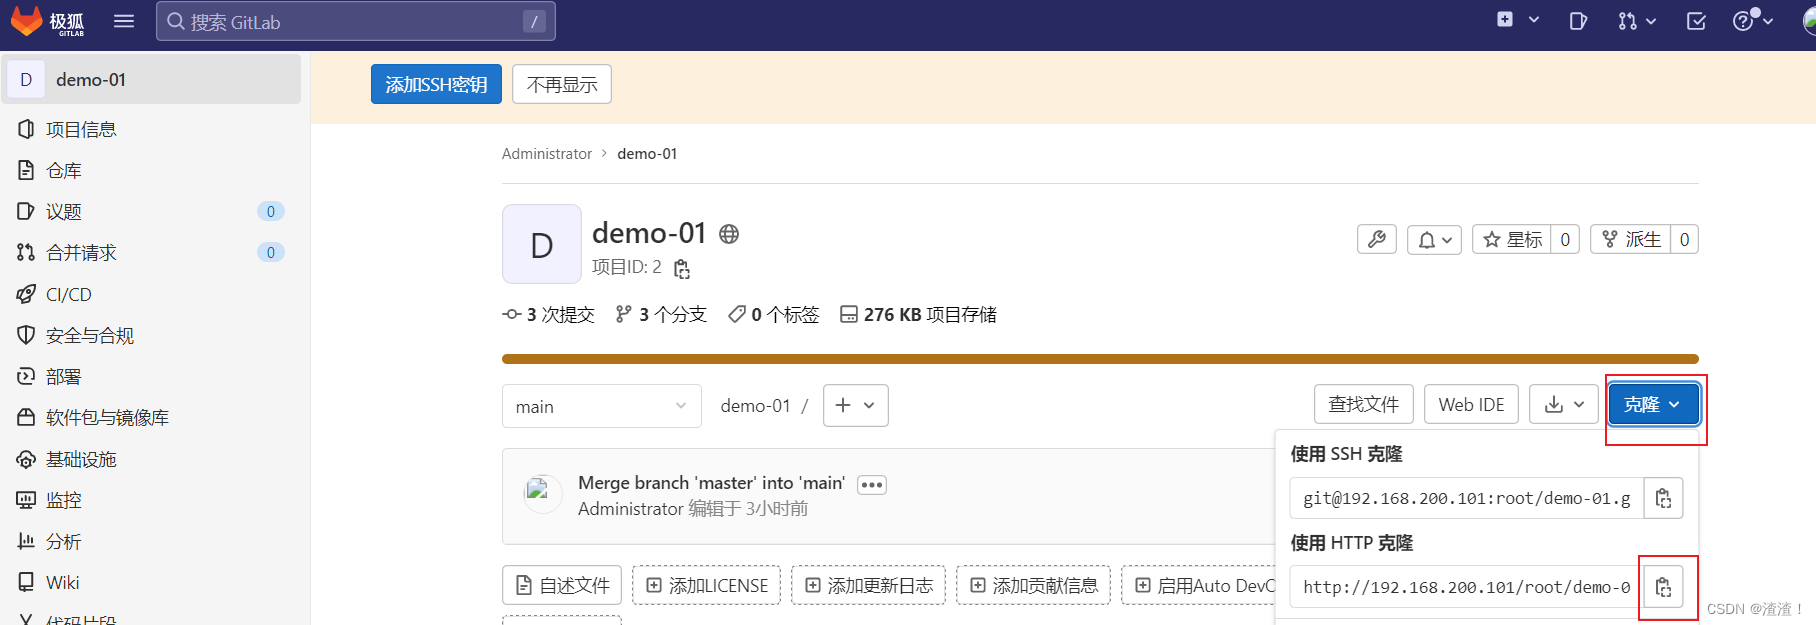 极狐
GITLAB
搜索 GitLab
/
D
demo-01
添加SSH密钥
不再显示
项目信息
仓库
议题
0
合并请求
0
CI/CD
安全与合规
部署
软件包与镜像库
基础设施
监控
分析
Wiki
代码片段
Administrator > demo-01
D
demo-01
项目ID: 2
星标
0
派生
0
3 次提交
3 个分支
0 个标签
276 KB 项目存储
main
demo-01 /
查找文件
Web IDE
克隆
Merge branch 'master' into 'main'
Administrator 编辑于 3小时前
使用 SSH 克隆
git@192.168.200.101:root/demo-01.g
使用 HTTP 克隆
http://192.168.200.101/root/demo-0
自述文件
添加LICENSE
添加更新日志
添加贡献信息
启用Auto DevO
CSDN @渣渣！